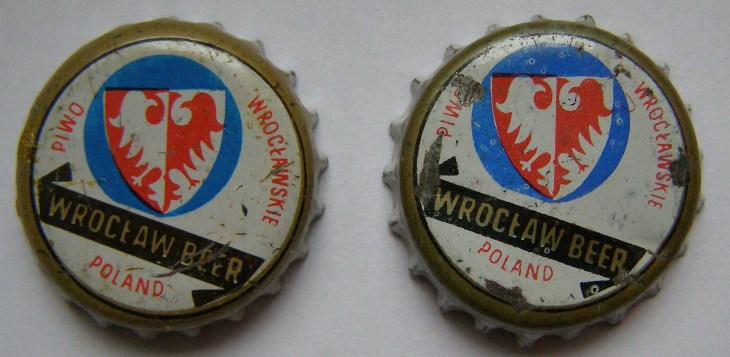 PIWO
WROCŁAWSKIE
WROCŁAW BEER
POLAND
PIWO
WROCŁAWSKIE
WROCŁAW BEER
POLAND